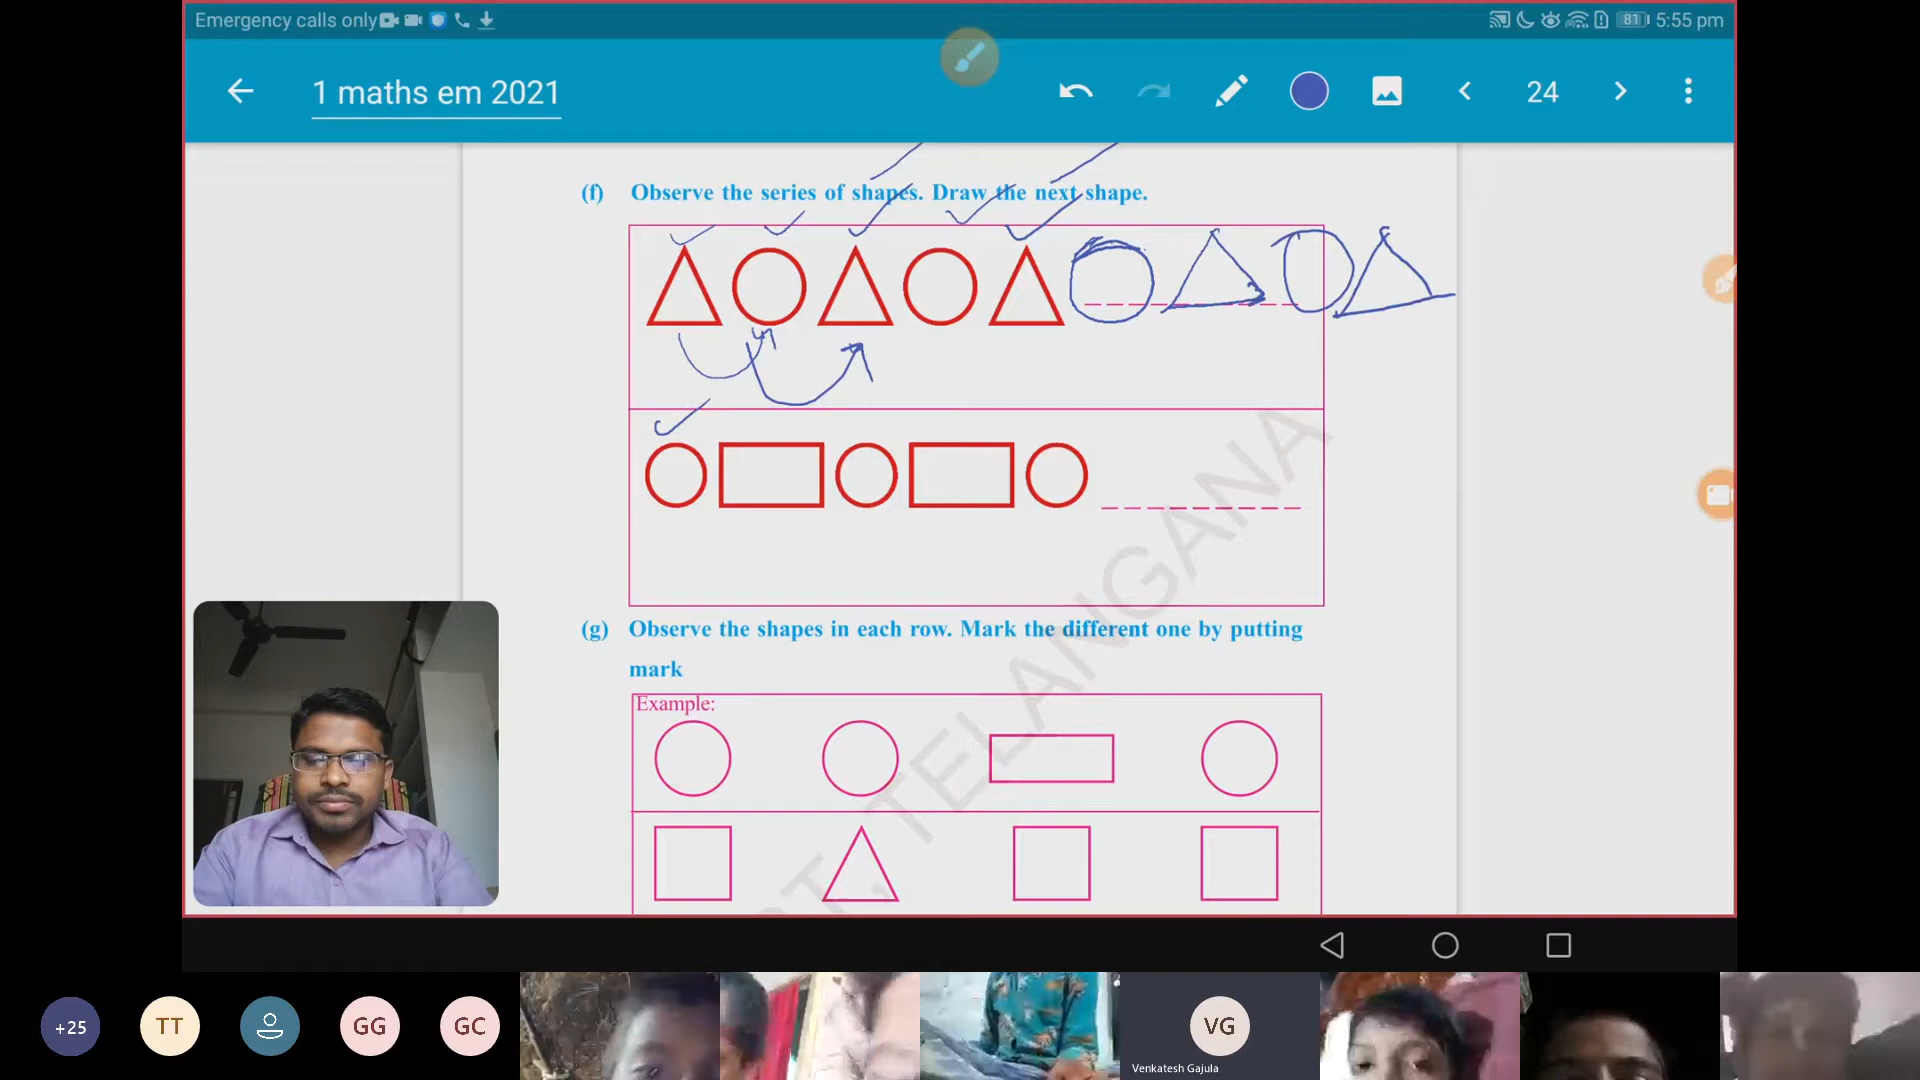 Emergency calls only 81 5:55 pm
1 maths em 2021 24
(f) Observe the series of shapes. Draw the next shape.
(g) Observe the shapes in each row. Mark the different one by putting
mark
Example:
T, TELANGANA
+25 TT GG GC VG
Venkatesh Gajula